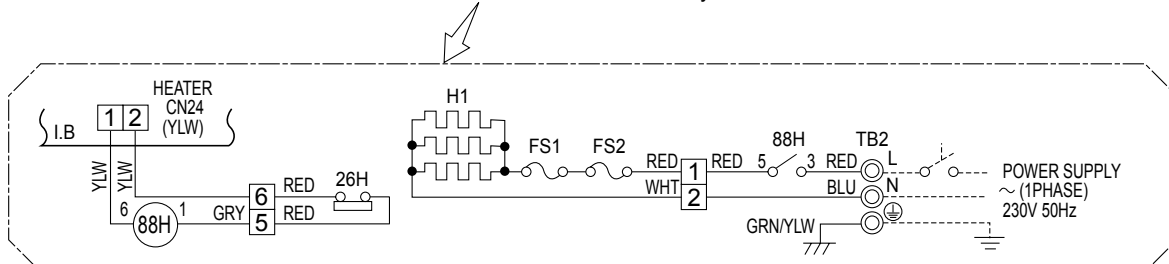 HEATER
CN24
(YLW)
1 2
I.B
YLW
YLW
6
88H
1
GRY
6
5
RED
RED
26H
H1
FS1
FS2
RED
WHT
1
2
RED
5
88H
3
RED
BLU
GRN/YLW
TB2
L
N
POWER SUPPLY
~ (1PHASE)
230V 50Hz